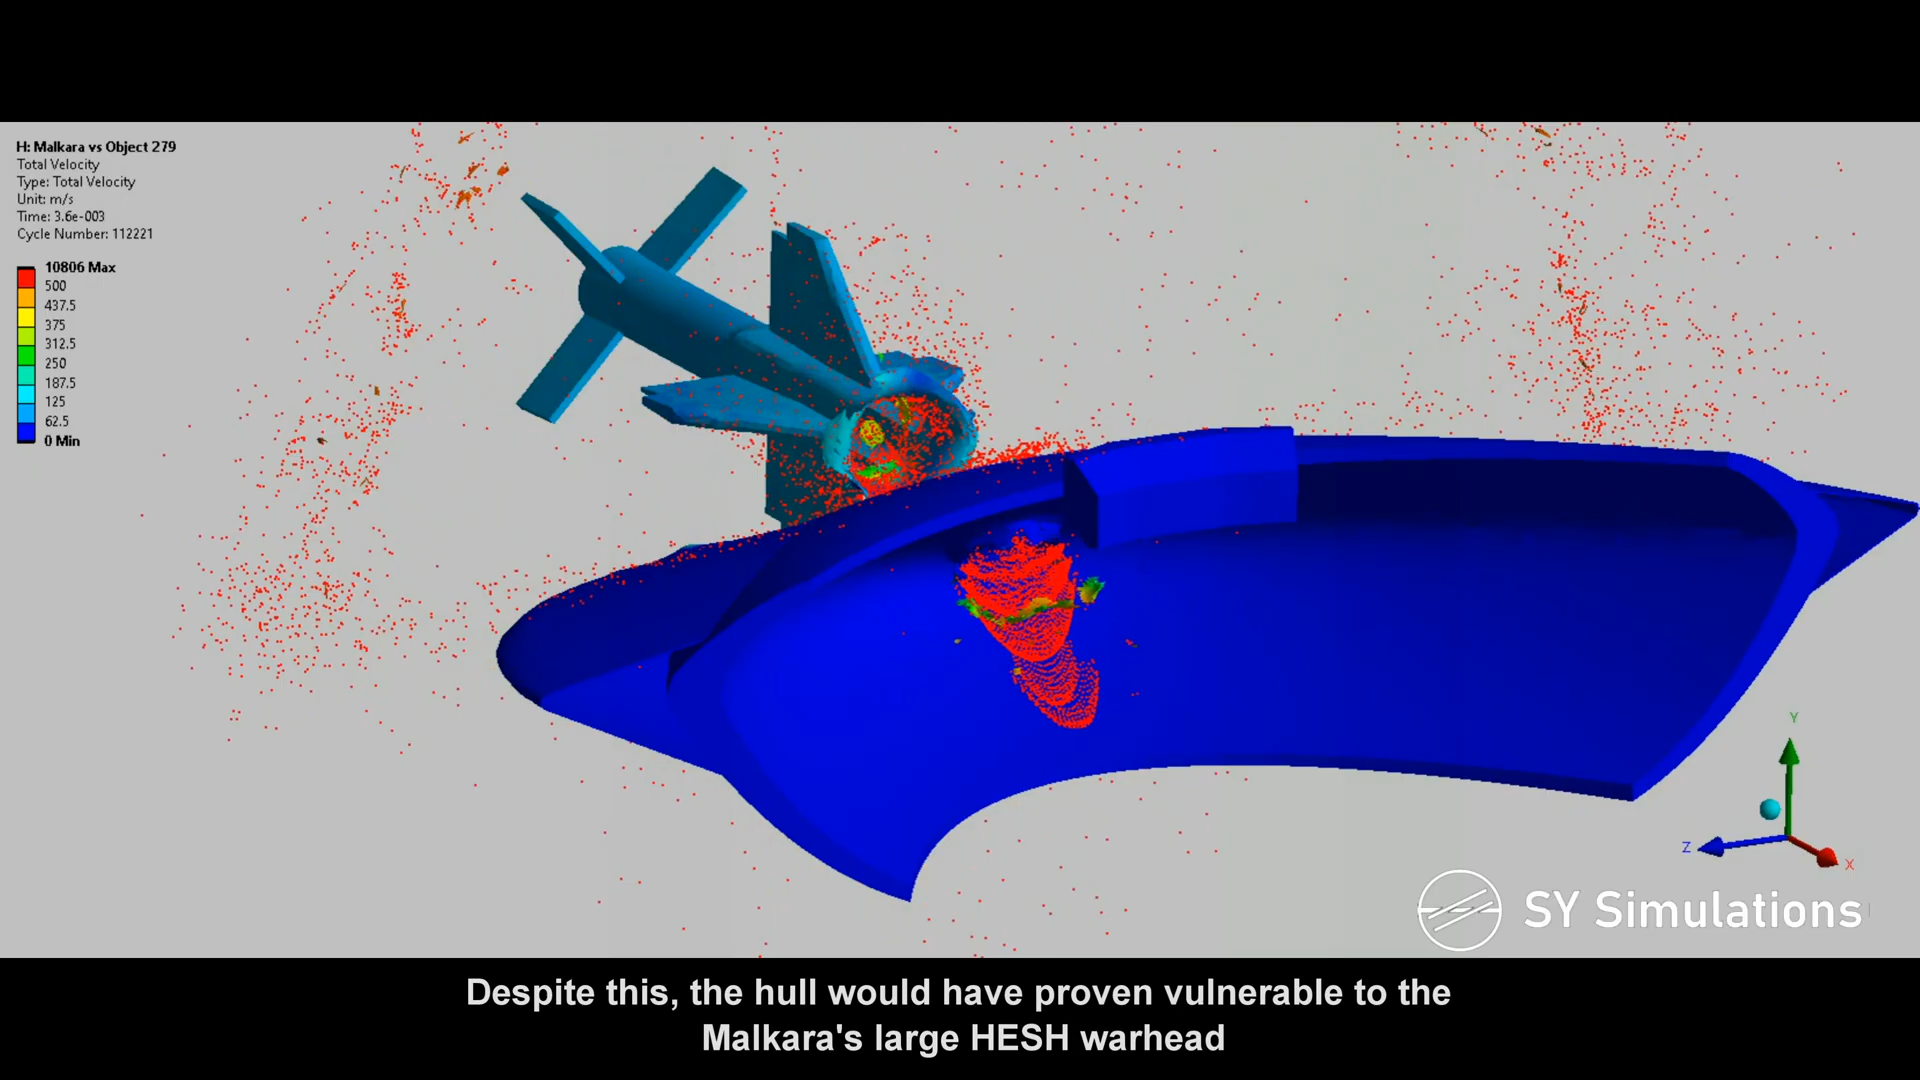 H: Malkara vs Object 279
Total Velocity
Type: Total Velocity
Unit: m/s
Time: 3.6e-003
Cycle Number: 112221
10806 Max
500
437.5
375
312.5
250
187.5
125
62.5
0 Min
Y
Z
X
SY Simulations
Despite this, the hull would have proven vulnerable to the
Malkara's large HESH warhead